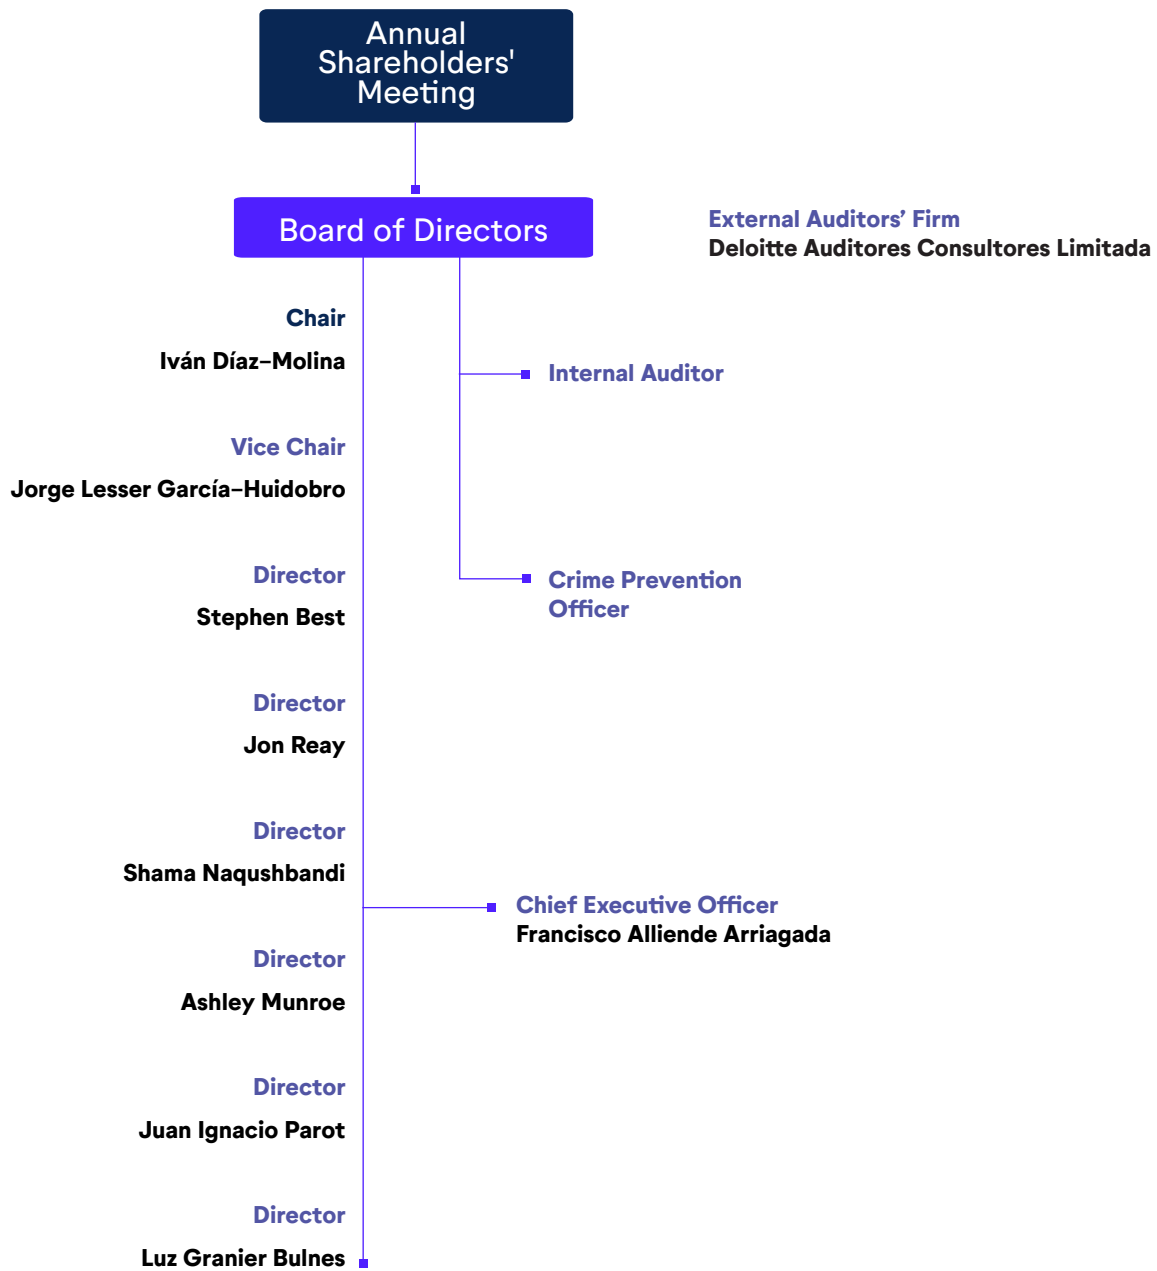 Annual
Shareholders'
Meeting
Board of Directors
External Auditors’ Firm
Deloitte Auditores Consultores Limitada
Chair
Iván Díaz–Molina
Internal Auditor
Vice Chair
Jorge Lesser García–Huidobro
Director
Stephen Best
Crime Prevention
Officer
Director
Jon Reay
Director
Shama Naqushbandi
Chief Executive Officer
Francisco Alliende Arriagada
Director
Ashley Munroe
Director
Juan Ignacio Parot
Director
Luz Granier Bulnes